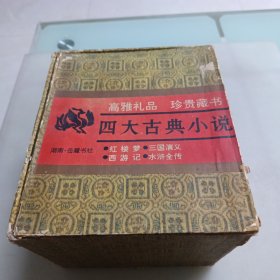 高雅礼品 珍贵藏书
四大古典小说
湖南·岳麓书社
●红楼梦●三国演义
●西游记●水浒全传